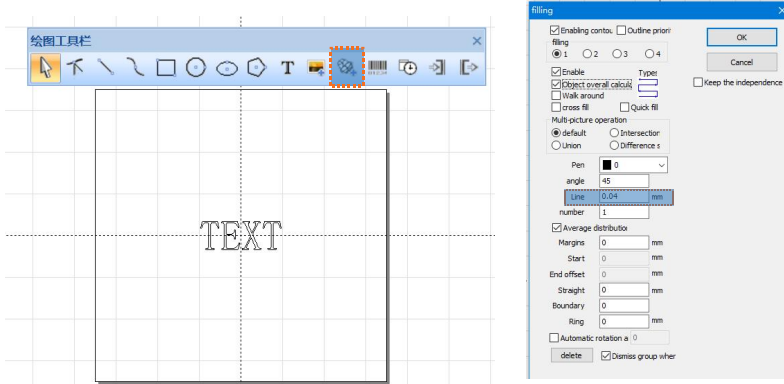 绘图工具栏
T
TEXT
filling
Enabling contou Outline priorit
filling
1 2 3 4
Enable Types
Object overall calcula
Walk around
cross fill Quick fill
Multi-picture operation
default Intersection
Union Difference s
Pen 0
angle 45
Line 0.04 mm
number 1
Average distribution
Margins 0 mm
Start 0 mm
End offset 0 mm
Straight 0 mm
Boundary 0
Ring 0 mm
Automatic rotation a 0
delete Dismiss group wher
OK
Cancel
Keep the independence